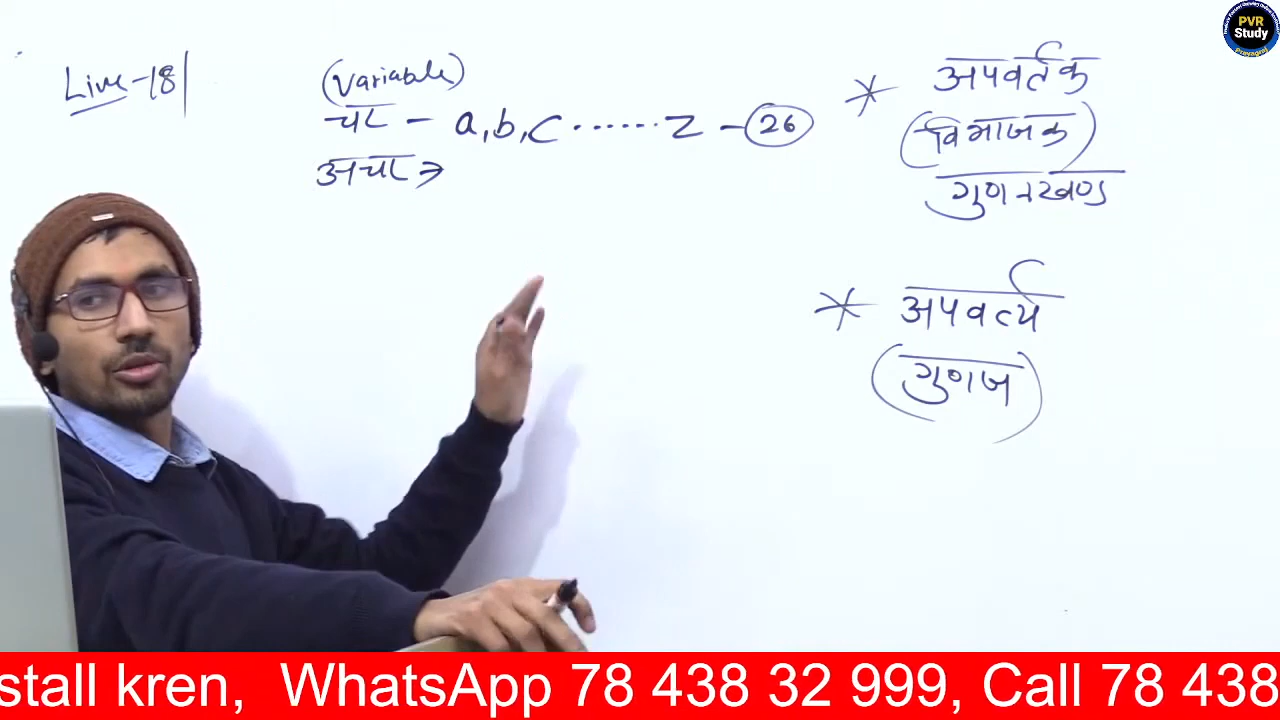 Live-18
(Variable)
चर - a, b, c ....... z - 26
अचर ⇒
* अपवर्तक
(विभाजक)
गुणनखण्ड
* अपवर्त्य
(गुणज)
PVR
Study
Prayagraj
stall kren, WhatsApp 78 438 32 999, Call 78 438